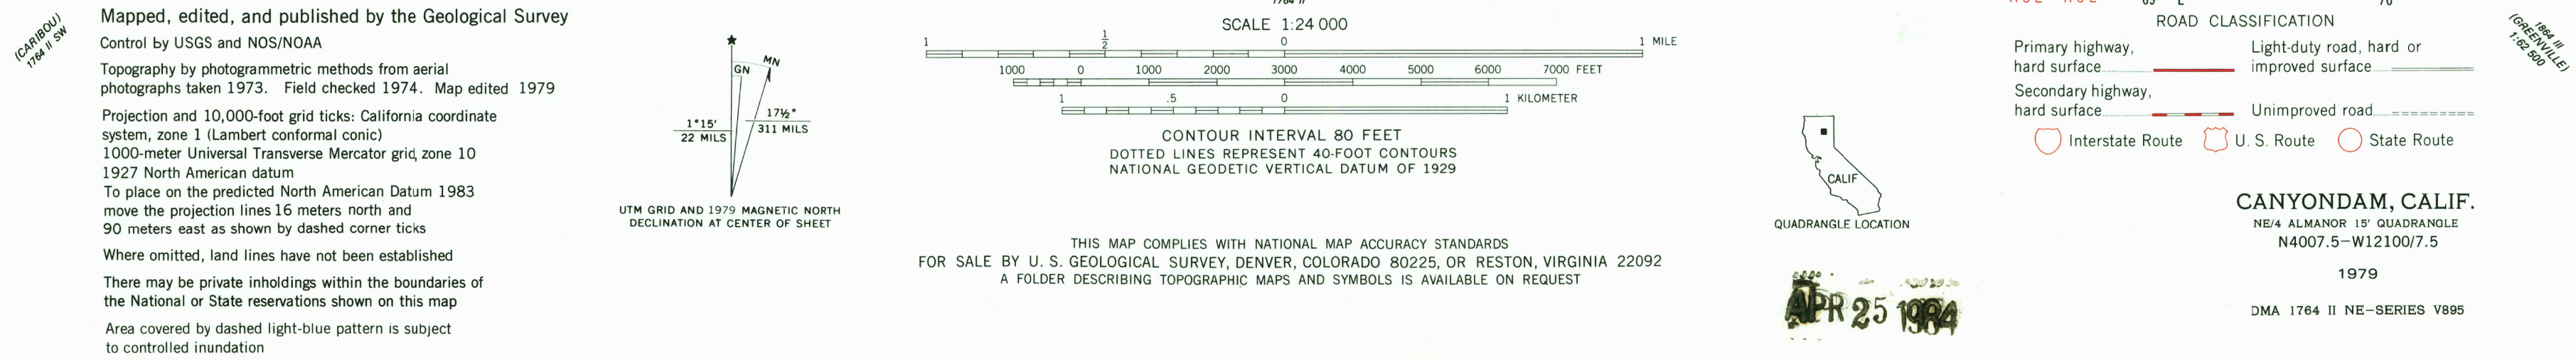 (CARIBOU)
1764 II SW
Mapped, edited, and published by the Geological Survey
Control by USGS and NOS/NOAA
Topography by photogrammetric methods from aerial
photographs taken 1973. Field checked 1974. Map edited 1979
Projection and 10,000-foot grid ticks: California coordinate
system, zone 1 (Lambert conformal conic)
1000-meter Universal Transverse Mercator grid, zone 10
1927 North American datum
To place on the predicted North American Datum 1983
move the projection lines 16 meters north and
90 meters east as shown by dashed corner ticks
Where omitted, land lines have not been established
There may be private inholdings within the boundaries of
the National or State reservations shown on this map
Area covered by dashed light-blue pattern is subject
to controlled inundation
GN
MN
1°15′
22 MILS
17½°
311 MILS
UTM GRID AND 1979 MAGNETIC NORTH
DECLINATION AT CENTER OF SHEET
SCALE 1:24 000
1 ½ 0 1 MILE
1000 0 1000 2000 3000 4000 5000 6000 7000 FEET
1 .5 0 1 KILOMETER
CONTOUR INTERVAL 80 FEET
DOTTED LINES REPRESENT 40-FOOT CONTOURS
NATIONAL GEODETIC VERTICAL DATUM OF 1929
THIS MAP COMPLIES WITH NATIONAL MAP ACCURACY STANDARDS
FOR SALE BY U. S. GEOLOGICAL SURVEY, DENVER, COLORADO 80225, OR RESTON, VIRGINIA 22092
A FOLDER DESCRIBING TOPOGRAPHIC MAPS AND SYMBOLS IS AVAILABLE ON REQUEST
CALIF
QUADRANGLE LOCATION
APR 25 1984
ROAD CLASSIFICATION
Primary highway,
hard surface
Light-duty road, hard or
improved surface
Secondary highway,
hard surface
Unimproved road
Interstate Route
U. S. Route
State Route
1864 III
(GREENVILLE)
1:62 500
CANYONDAM, CALIF.
NE/4 ALMANOR 15′ QUADRANGLE
N4007.5–W12100/7.5
1979
DMA 1764 II NE–SERIES V895